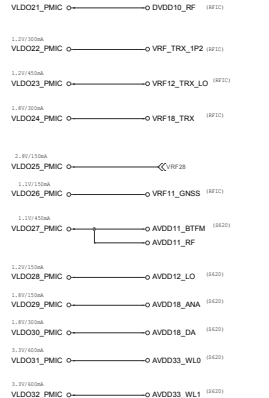 VLDO21_PMIC DVDD10_RF (RFIC)
1.2V/300mA
VLDO22_PMIC VRF_TRX_1P2 (RFIC)
1.2V/450mA
VLDO23_PMIC VRF12_TRX_LO (RFIC)
1.8V/300mA
VLDO24_PMIC VRF18_TRX (RFIC)
2.8V/150mA
VLDO25_PMIC VRF28
1.1V/150mA
VLDO26_PMIC VRF11_GNSS (RFIC)
1.1V/450mA
VLDO27_PMIC AVDD11_BTFM (S620)
AVDD11_RF
1.2V/150mA
VLDO28_PMIC AVDD12_LO (S620)
1.8V/150mA
VLDO29_PMIC AVDD18_ANA (S620)
1.8V/300mA
VLDO30_PMIC AVDD18_DA (S620)
3.3V/600mA
VLDO31_PMIC AVDD33_WL0 (S620)
3.3V/600mA
VLDO32_PMIC AVDD33_WL1 (S620)